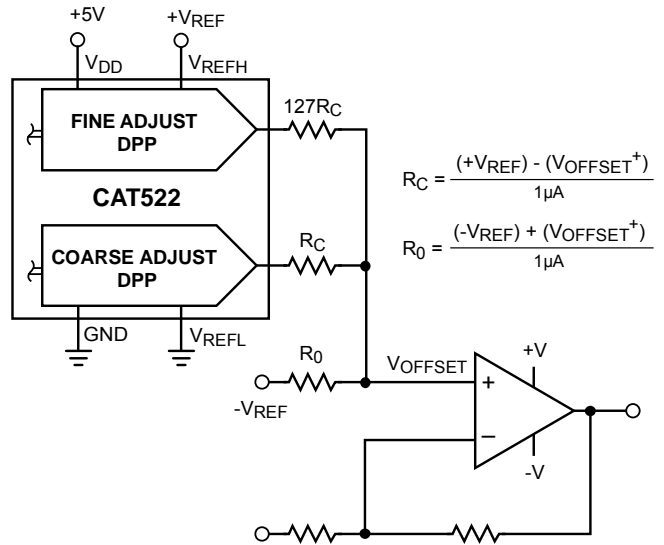 +5V
+VREF
VDD
VREFH
FINE ADJUST
DPP
127RC
CAT522
RC = (+VREF) - (VOFFSET+)
1µA
COARSE ADJUST
DPP
RC
R0 = (-VREF) + (VOFFSET+)
1µA
GND
VREFL
R0
VOFFSET
+V
+
-VREF
−
-V